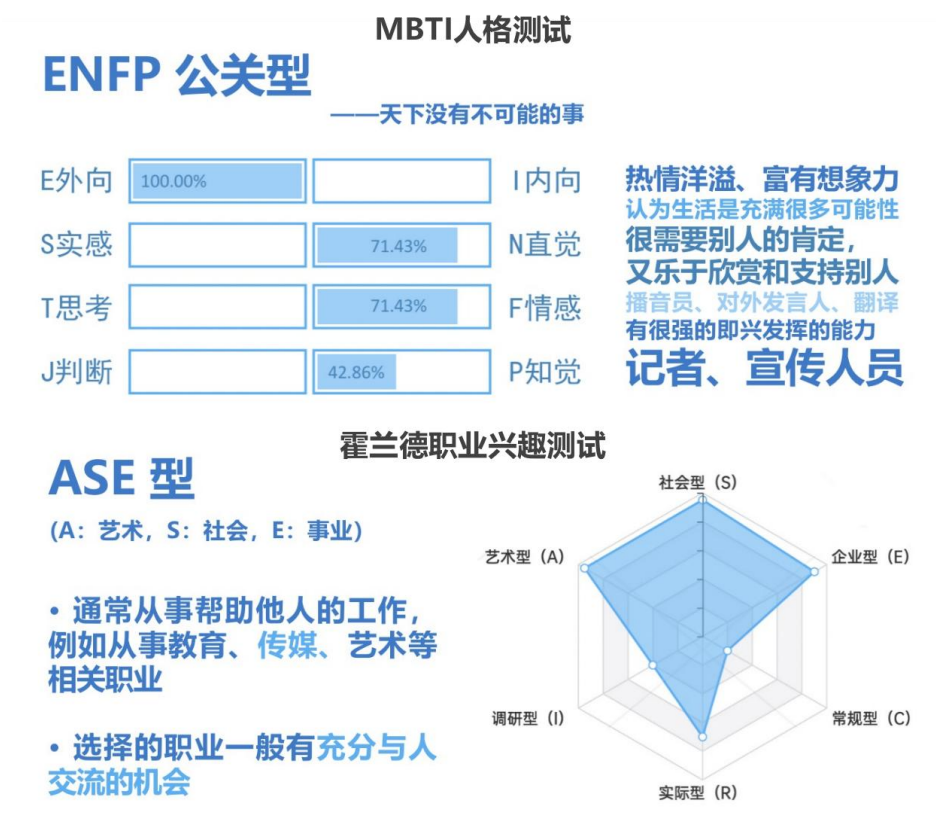 MBTI人格测试
ENFP 公关型
——天下没有不可能的事
E外向 100.00% I内向
S实感 71.43% N直觉
T思考 71.43% F情感
J判断 42.86% P知觉
热情洋溢、富有想象力
认为生活是充满很多可能性
很需要别人的肯定，
又乐于欣赏和支持别人
播音员、对外发言人、翻译
有很强的即兴发挥的能力
记者、宣传人员
霍兰德职业兴趣测试
ASE 型
（A：艺术，S：社会，E：事业）
• 通常从事帮助他人的工作，
例如从事教育、传媒、艺术等
相关职业
• 选择的职业一般有充分与人
交流的机会
社会型（S）
艺术型（A）
企业型（E）
调研型（I）
常规型（C）
实际型（R）